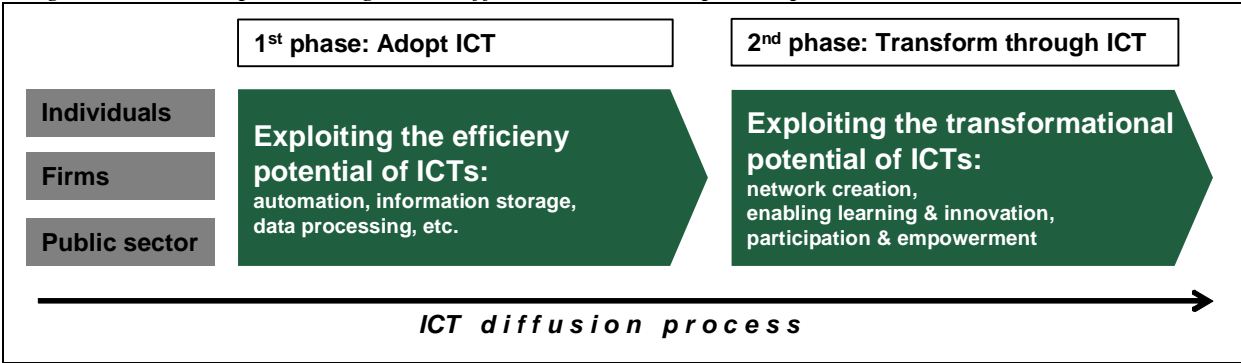 1st phase: Adopt ICT
2nd phase: Transform through ICT
Individuals
Firms
Public sector
Exploiting the efficieny
potential of ICTs:
automation, information storage,
data processing, etc.
Exploiting the transformational
potential of ICTs:
network creation,
enabling learning & innovation,
participation & empowerment
ICT diffusion process